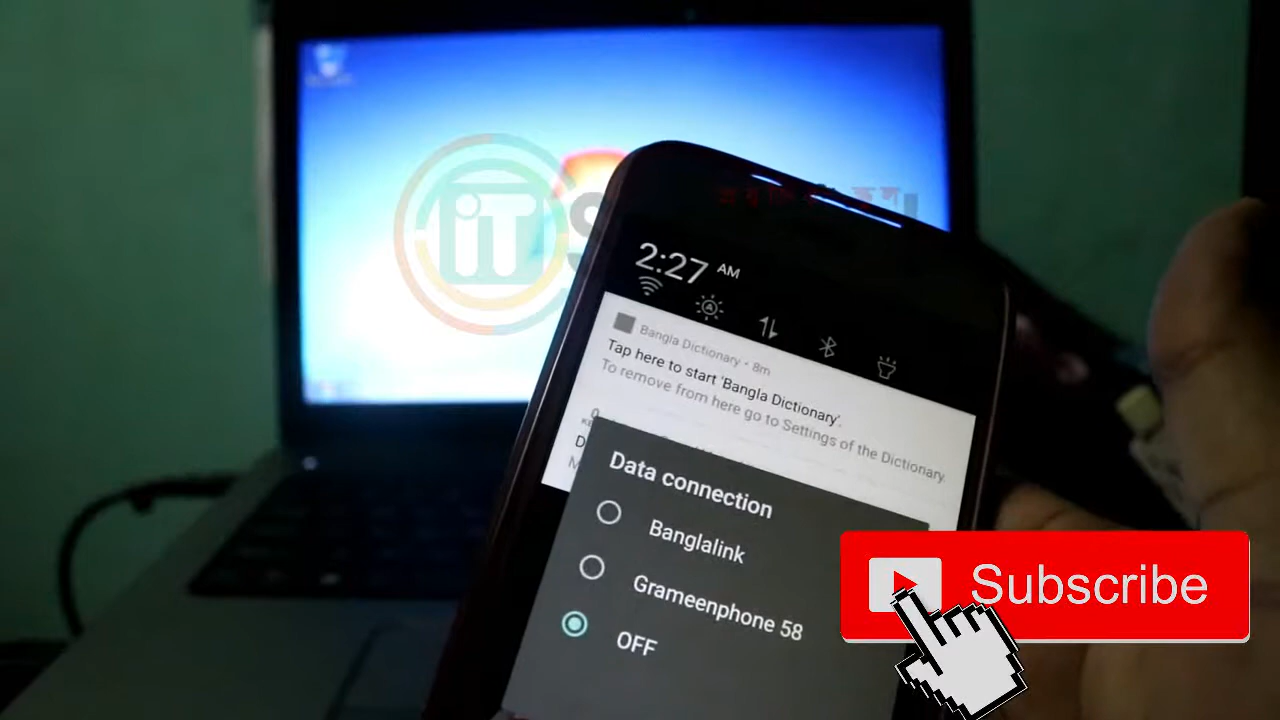 iT
2:27 AM
Bangla Dictionary • 8m
Tap here to start 'Bangla Dictionary'.
To remove from here go to Settings of the Dictionary.
Data connection
Banglalink
Grameenphone 58
OFF
Subscribe